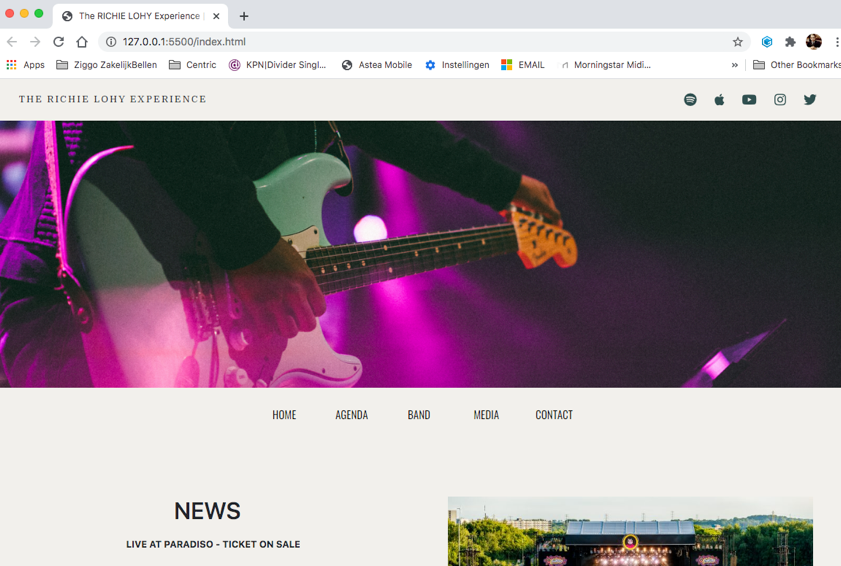 The RICHIE LOHY Experience |
127.0.0.1:5500/index.html
Apps Ziggo ZakelijkBellen Centric KPN|Divider Singl... Astea Mobile Instellingen EMAIL Morningstar Midi... » Other Bookmarks
THE RICHIE LOHY EXPERIENCE
HOME AGENDA BAND MEDIA CONTACT
NEWS
LIVE AT PARADISO - TICKET ON SALE